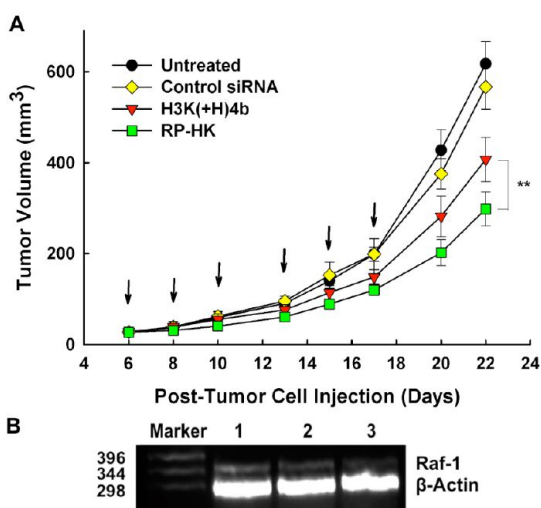 A
Untreated
Control siRNA
H3K(+H)4b
RP-HK
Tumor Volume (mm3)
600
400
200
0
**
4 6 8 10 12 14 16 18 20 22 24
Post-Tumor Cell Injection (Days)
B
Marker 1 2 3
396
344
298
Raf-1
β-Actin